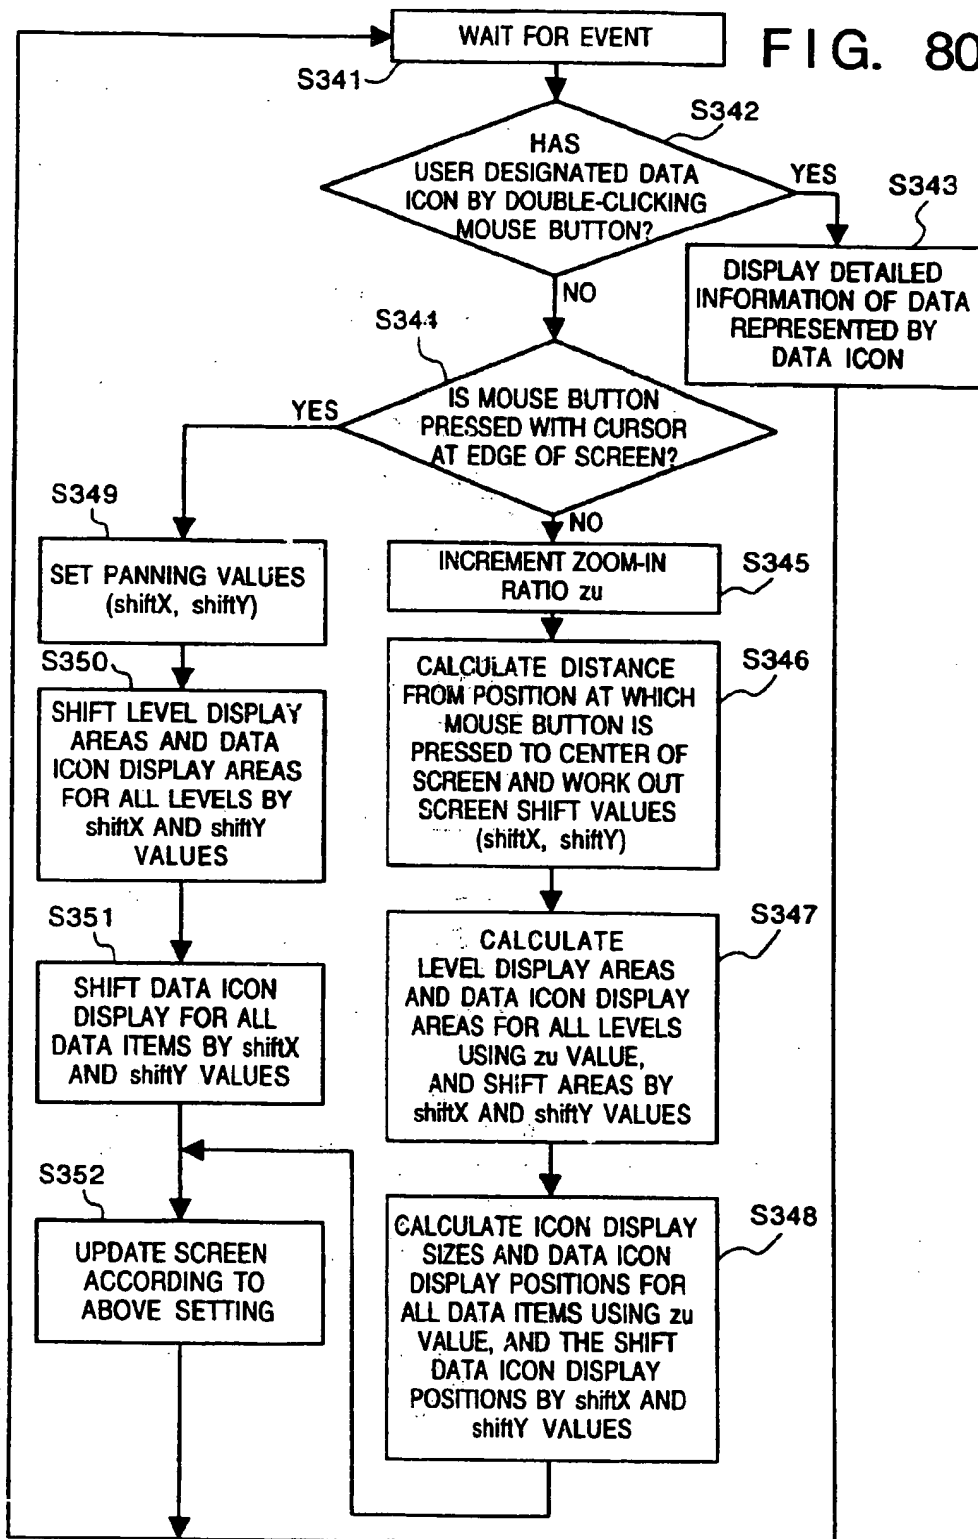 FIG. 80
WAIT FOR EVENT
S341
S342
HAS
USER DESIGNATED DATA
ICON BY DOUBLE-CLICKING
MOUSE BUTTON?
YES
S343
DISPLAY DETAILED
INFORMATION OF DATA
REPRESENTED BY
DATA ICON
NO
S344
IS MOUSE BUTTON
PRESSED WITH CURSOR
AT EDGE OF SCREEN?
YES
NO
S349
SET PANNING VALUES
(shiftX, shiftY)
S350
SHIFT LEVEL DISPLAY
AREAS AND DATA
ICON DISPLAY AREAS
FOR ALL LEVELS BY
shiftX AND shiftY
VALUES
S351
SHIFT DATA ICON
DISPLAY FOR ALL
DATA ITEMS BY shiftX
AND shiftY VALUES
S352
UPDATE SCREEN
ACCORDING TO
ABOVE SETTING
INCREMENT ZOOM-IN
RATIO zu
S345
CALCULATE DISTANCE
FROM POSITION AT WHICH
MOUSE BUTTON IS
PRESSED TO CENTER OF
SCREEN AND WORK OUT
SCREEN SHIFT VALUES
(shiftX, shiftY)
S346
CALCULATE
LEVEL DISPLAY AREAS
AND DATA ICON DISPLAY
AREAS FOR ALL LEVELS
USING zu VALUE,
AND SHIFT AREAS BY
shiftX AND shiftY VALUES
S347
CALCULATE ICON DISPLAY
SIZES AND DATA ICON
DISPLAY POSITIONS FOR
ALL DATA ITEMS USING zu
VALUE, AND THE SHIFT
DATA ICON DISPLAY
POSITIONS BY shiftX AND
shiftY VALUES
S348